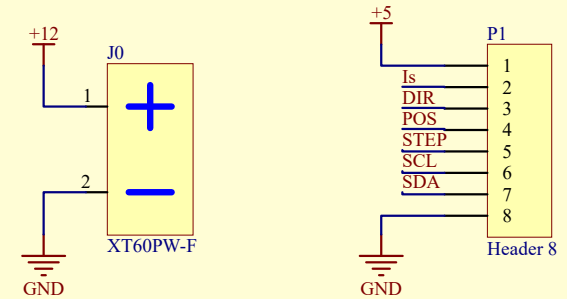 +12
J0
1
2
XT60PW-F
GND
+5
P1
1
Is
2
DIR
3
POS
4
STEP
5
SCL
6
SDA
7
8
Header 8
GND